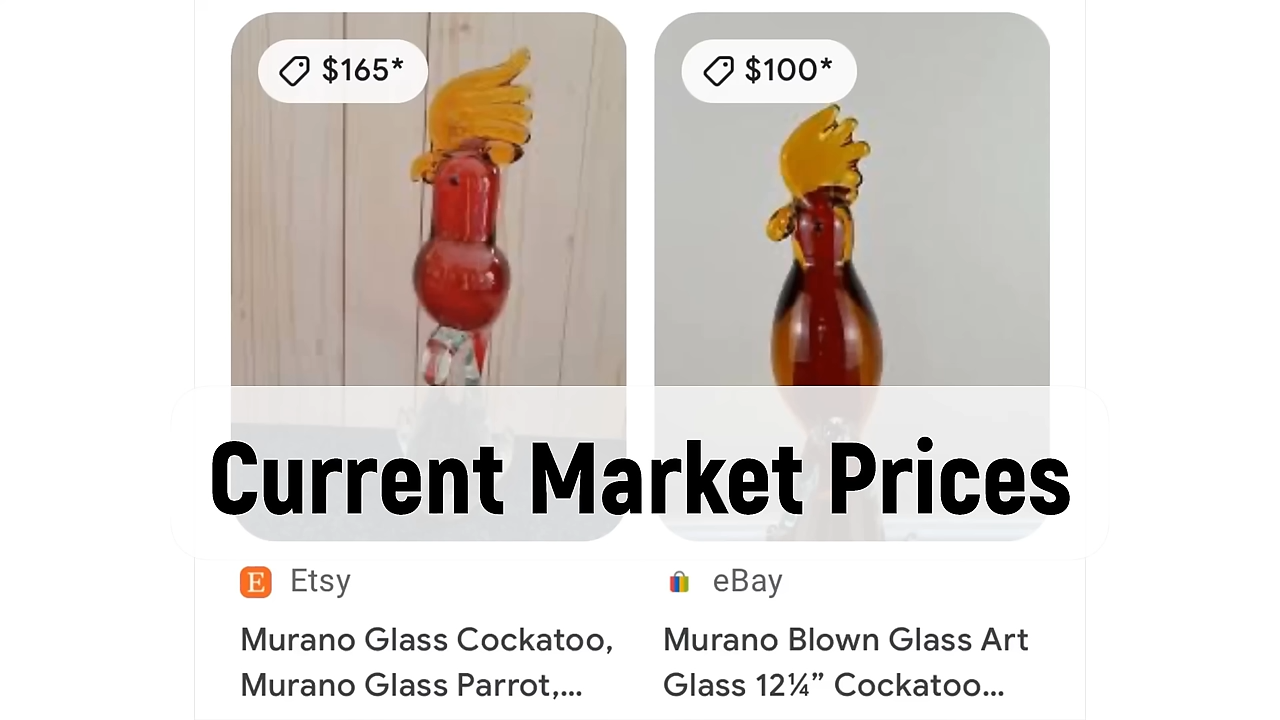 $165*
$100*
Current Market Prices
E Etsy
eBay
Murano Glass Cockatoo,
Murano Glass Parrot,...
Murano Blown Glass Art
Glass 12¼” Cockatoo...